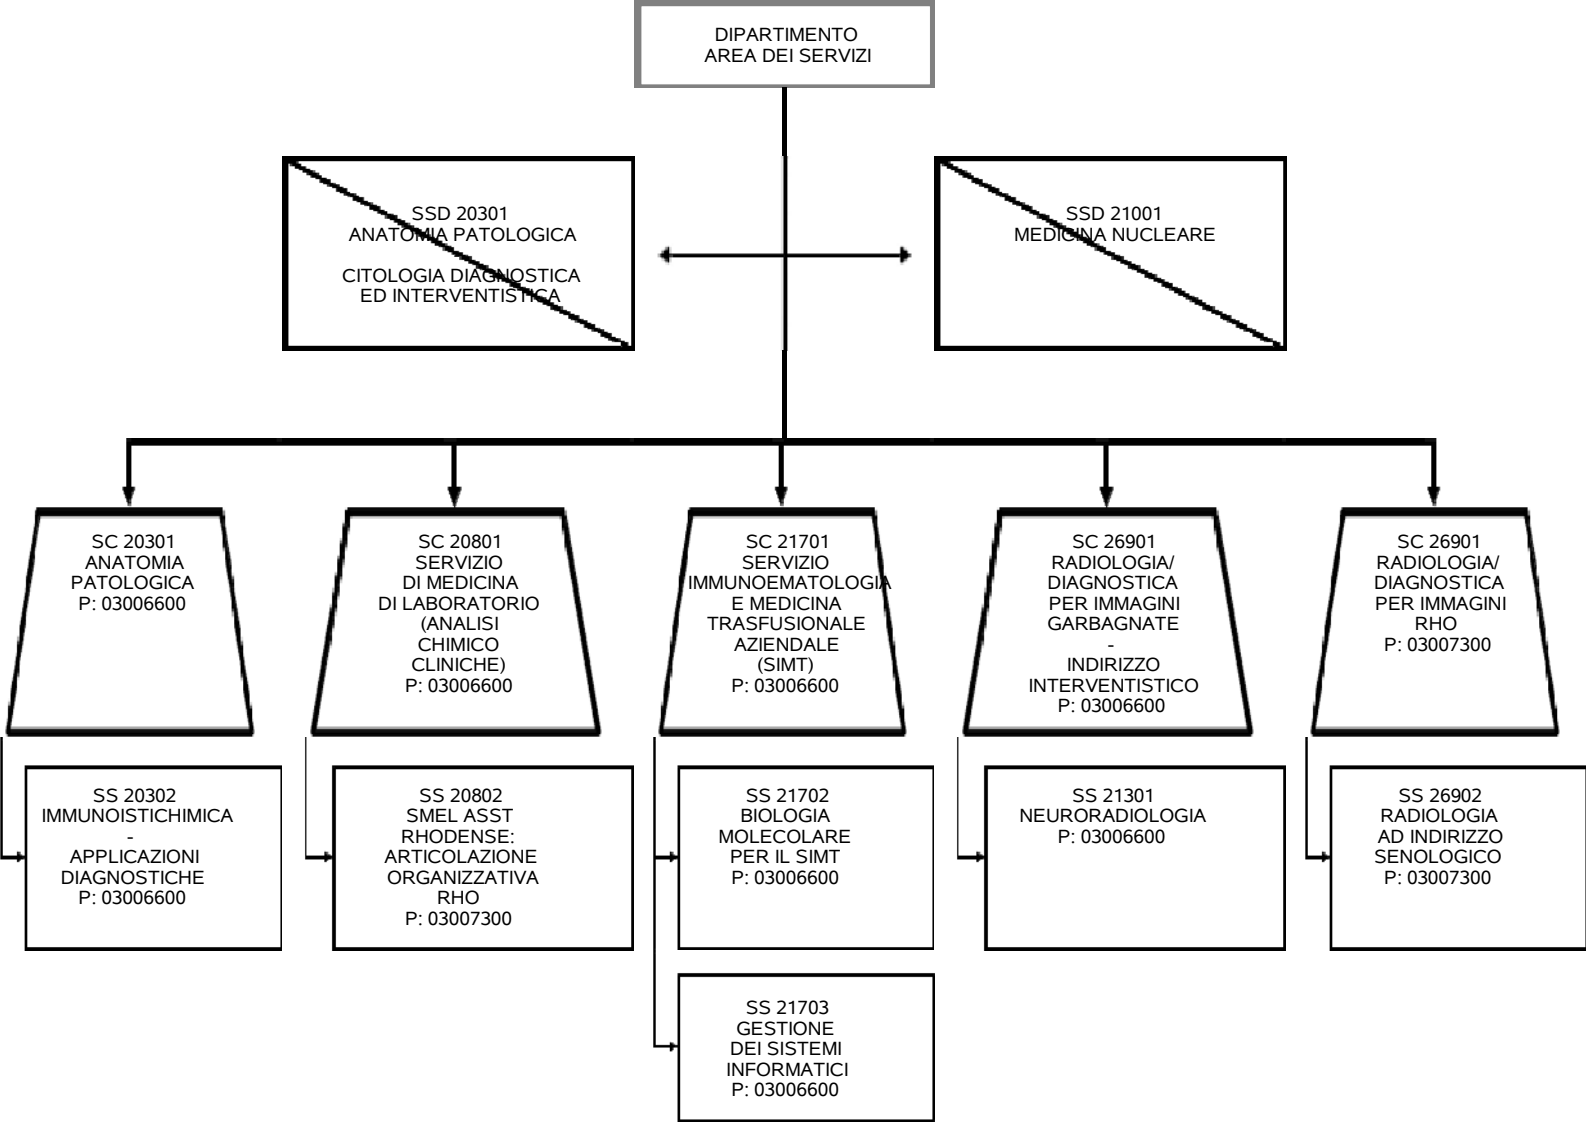 DIPARTIMENTO
AREA DEI SERVIZI
SSD 20301
ANATOMIA PATOLOGICA
CITOLOGIA DIAGNOSTICA
ED INTERVENTISTICA
SSD 21001
MEDICINA NUCLEARE
SC 20301
ANATOMIA
PATOLOGICA
P: 03006600
SC 20801
SERVIZIO
DI MEDICINA
DI LABORATORIO
(ANALISI
CHIMICO
CLINICHE)
P: 03006600
SC 21701
SERVIZIO
IMMUNOEMATOLOGIA
E MEDICINA
TRASFUSIONALE
AZIENDALE
(SIMT)
P: 03006600
SC 26901
RADIOLOGIA/
DIAGNOSTICA
PER IMMAGINI
GARBAGNATE
-
INDIRIZZO
INTERVENTISTICO
P: 03006600
SC 26901
RADIOLOGIA/
DIAGNOSTICA
PER IMMAGINI
RHO
P: 03007300
SS 20302
IMMUNOISTICHIMICA
-
APPLICAZIONI
DIAGNOSTICHE
P: 03006600
SS 20802
SMEL ASST
RHODENSE:
ARTICOLAZIONE
ORGANIZZATIVA
RHO
P: 03007300
SS 21702
BIOLOGIA
MOLECOLARE
PER IL SIMT
P: 03006600
SS 21301
NEURORADIOLOGIA
P: 03006600
SS 26902
RADIOLOGIA
AD INDIRIZZO
SENOLOGICO
P: 03007300
SS 21703
GESTIONE
DEI SISTEMI
INFORMATICI
P: 03006600